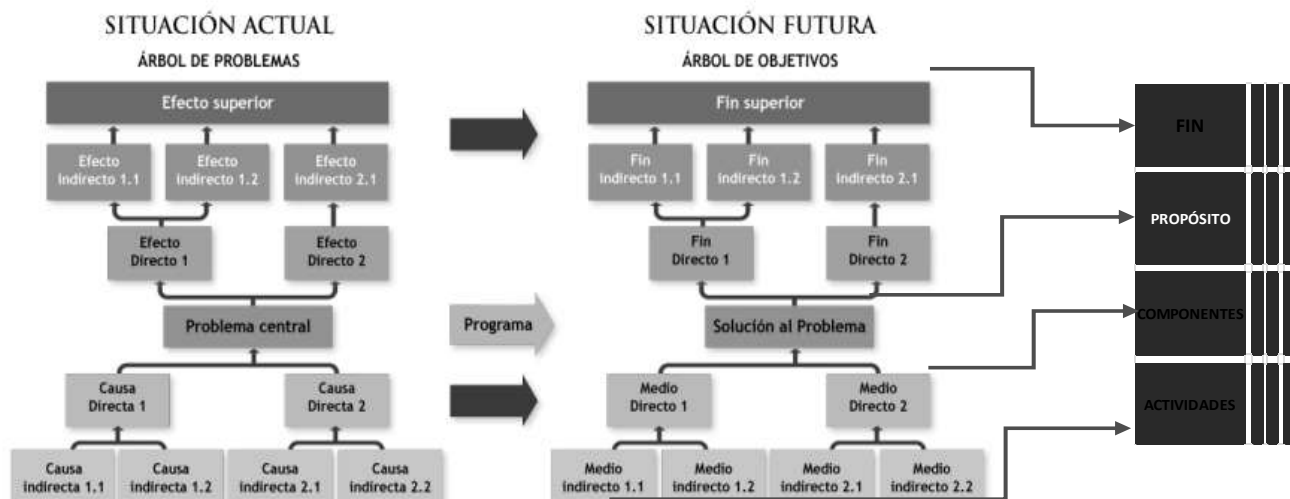 SITUACIÓN ACTUAL
ÁRBOL DE PROBLEMAS
Efecto superior
Efecto
indirecto 1.1
Efecto
indirecto 1.2
Efecto
indirecto 2.1
Efecto
Directo 1
Efecto
Directo 2
Problema central
Causa
Directa 1
Causa
Directa 2
Causa
indirecta 1.1
Causa
indirecta 1.2
Causa
indirecta 2.1
Causa
indirecta 2.2
Programa
SITUACIÓN FUTURA
ÁRBOL DE OBJETIVOS
Fin superior
Fin
indirecto 1.1
Fin
indirecto 1.2
Fin
indirecto 2.1
Fin
Directo 1
Fin
Directo 2
Solución al Problema
Medio
Directo 1
Medio
Directo 2
Medio
indirecto 1.1
Medio
indirecto 1.2
Medio
indirecto 2.1
Medio
indirecto 2.2
FIN
PROPÓSITO
COMPONENTES
ACTIVIDADES